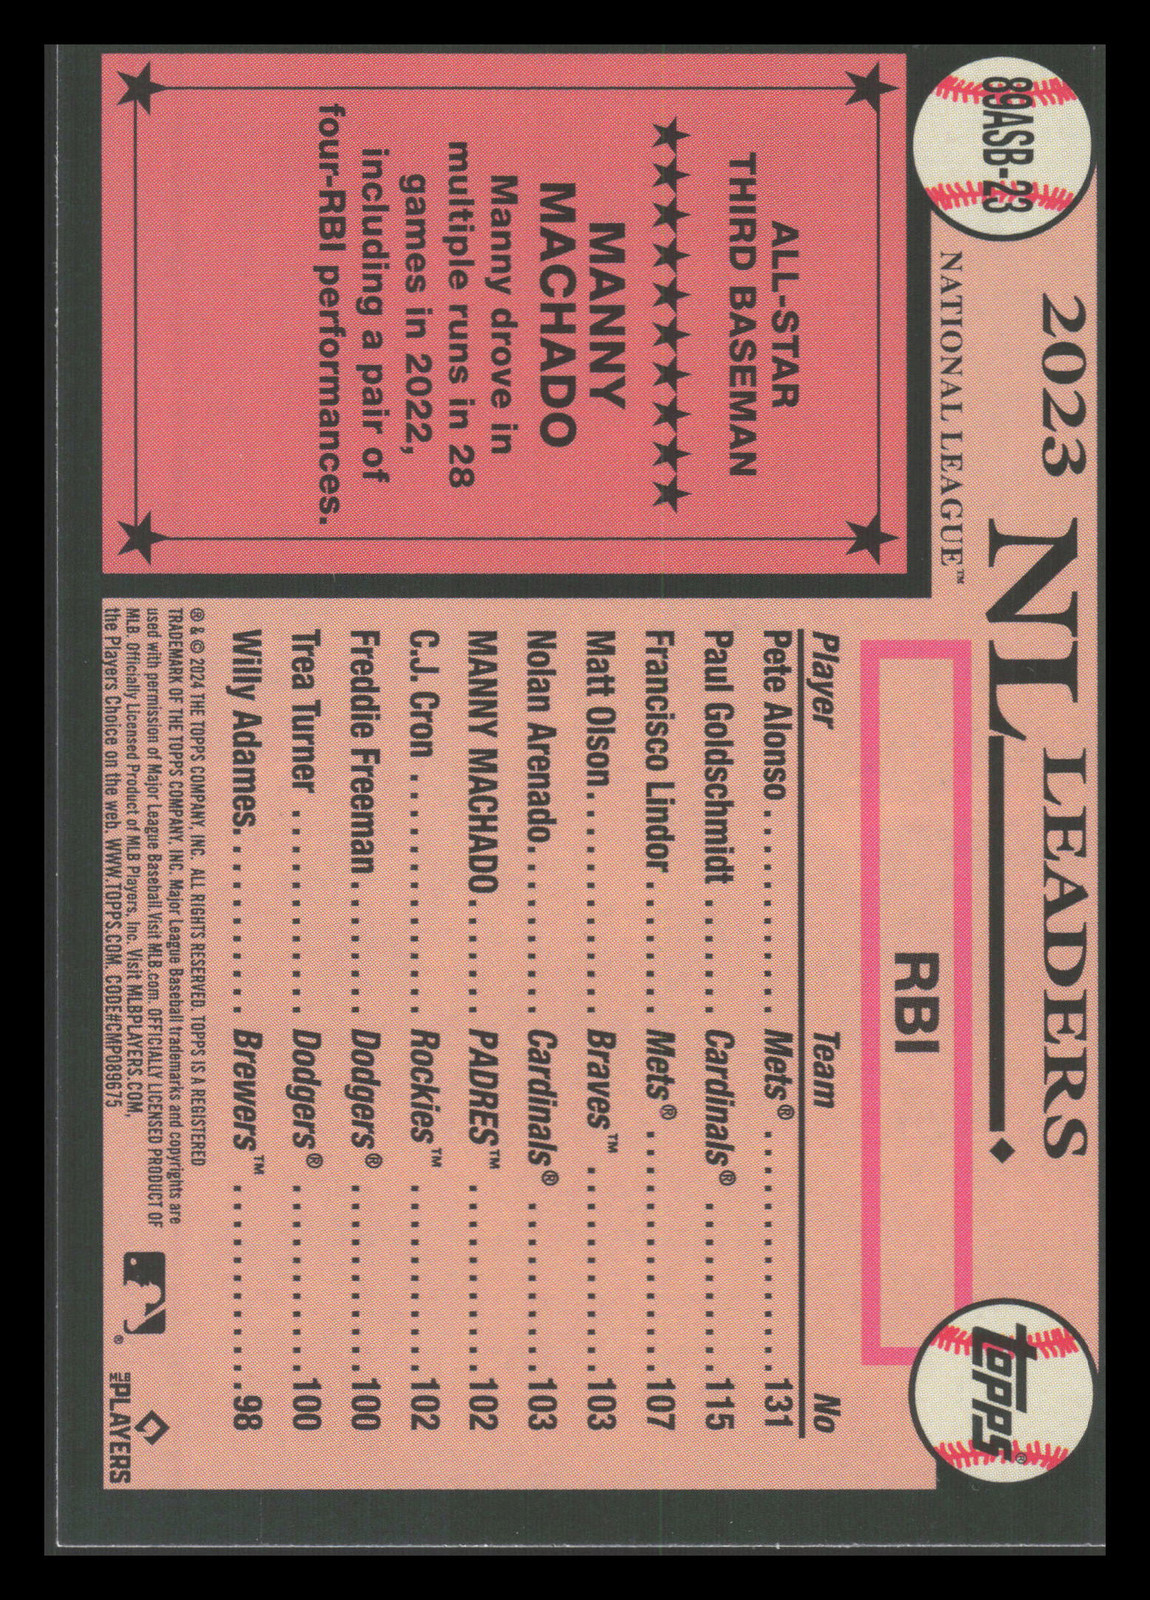 89ASB-23
2023 NL LEADERS
NATIONAL LEAGUE™
topps®
ALL-STAR
THIRD BASEMAN
MANNY
MACHADO
Manny drove in
multiple runs in 28
games in 2022,
including a pair of
four-RBI performances.
RBI
Player Team No
Pete Alonso . . . . . . . . . . . Mets® . . . . . . . . . . . . . 131
Paul Goldschmidt . . . . . . Cardinals® . . . . . . . . . 115
Francisco Lindor . . . . . . . Mets® . . . . . . . . . . . . . 107
Matt Olson . . . . . . . . . . . . Braves™ . . . . . . . . . . . 103
Nolan Arenado. . . . . . . . . Cardinals® . . . . . . . . . 103
MANNY MACHADO . . . . . . PADRES™ . . . . . . . . . . 102
C.J. Cron . . . . . . . . . . . . . Rockies™ . . . . . . . . . . 102
Freddie Freeman . . . . . . . Dodgers® . . . . . . . . . . 100
Trea Turner . . . . . . . . . . . Dodgers® . . . . . . . . . . 100
Willy Adames. . . . . . . . . . Brewers™ . . . . . . . . . . 98
® & © 2024 THE TOPPS COMPANY, INC. ALL RIGHTS RESERVED. TOPPS IS A REGISTERED
TRADEMARK OF THE TOPPS COMPANY, INC. Major League Baseball trademarks and copyrights are
used with permission of Major League Baseball. Visit MLB.com. OFFICIALLY LICENSED PRODUCT OF
MLB. Officially Licensed Product of MLB Players, Inc. Visit MLBPLAYERS.COM,
the Players Choice on the web. WWW.TOPPS.COM. CODE#CMP089675
®
MLB PLAYERS